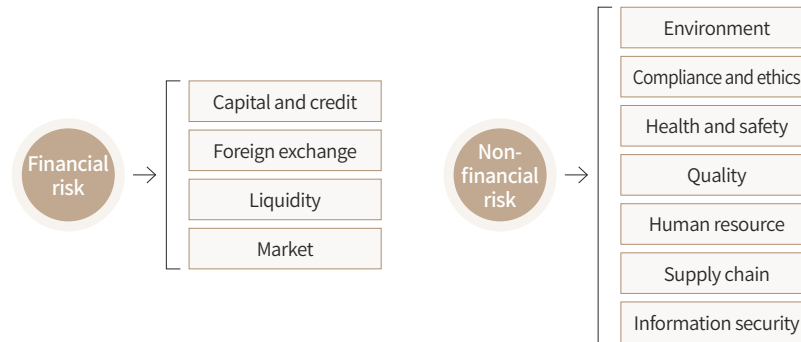 Financial
risk
Capital and credit
Foreign exchange
Liquidity
Market
Non-
financial
risk
Environment
Compliance and ethics
Health and safety
Quality
Human resource
Supply chain
Information security